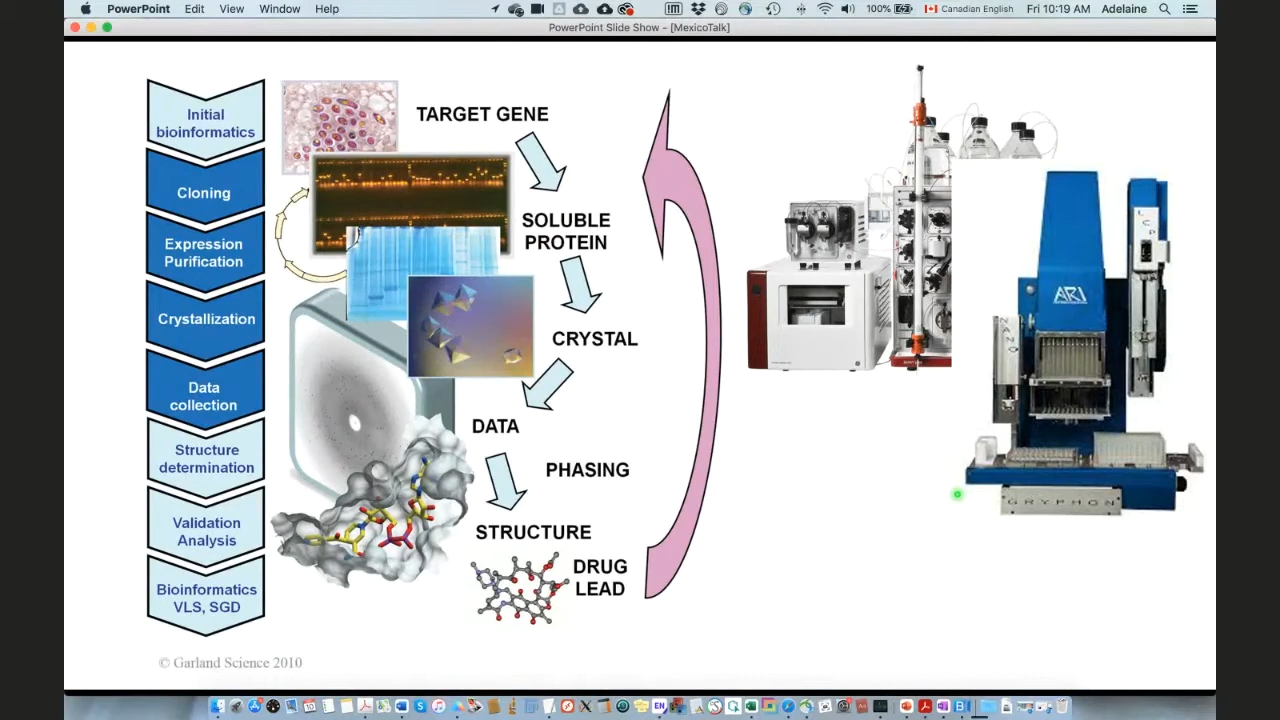 PowerPoint Edit View Window Help
100% Canadian English Fri 10:19 AM Adelaine
PowerPoint Slide Show - [MexicoTalk]
Initial
bioinformatics
Cloning
Expression
Purification
Crystallization
Data
collection
Structure
determination
Validation
Analysis
Bioinformatics
VLS, SGD
TARGET GENE
SOLUBLE
PROTEIN
CRYSTAL
DATA
PHASING
STRUCTURE
DRUG
LEAD
ARI
NANO
LCP
GRYPHON
© Garland Science 2010